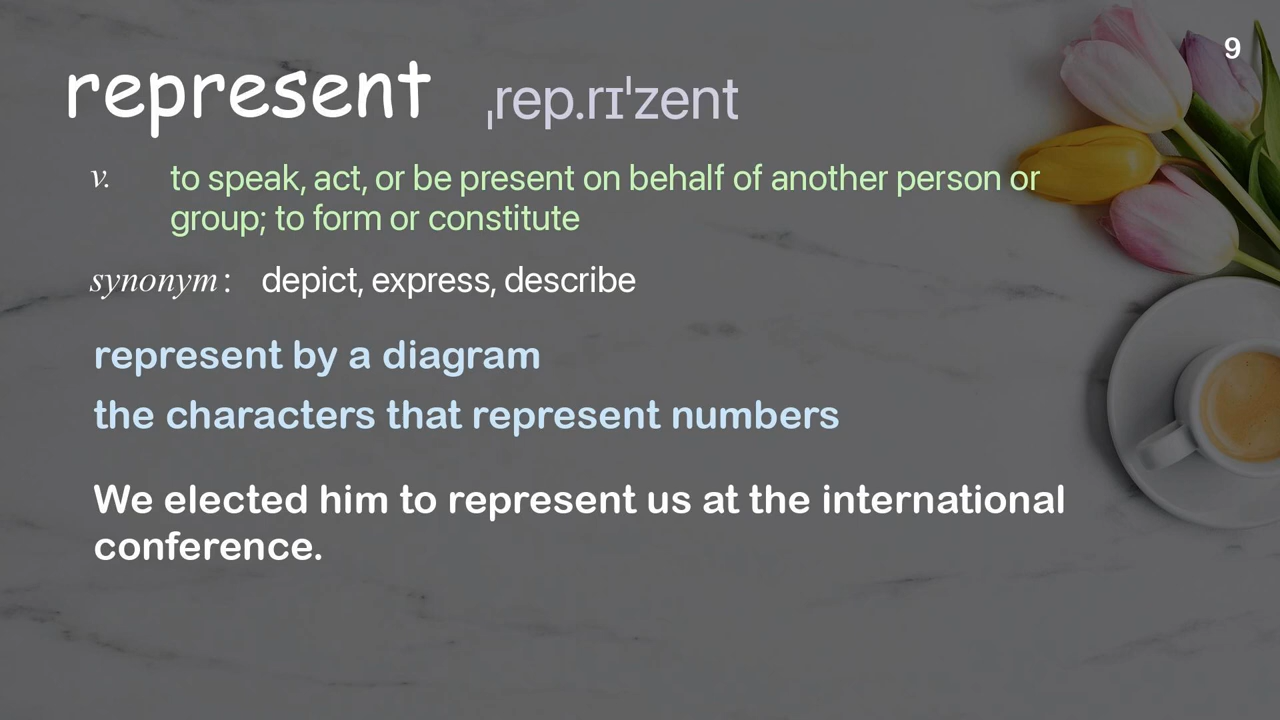 9
represent ˌrep.rɪˈzent
v. to speak, act, or be present on behalf of another person or
group; to form or constitute
synonym: depict, express, describe
represent by a diagram
the characters that represent numbers
We elected him to represent us at the international
conference.